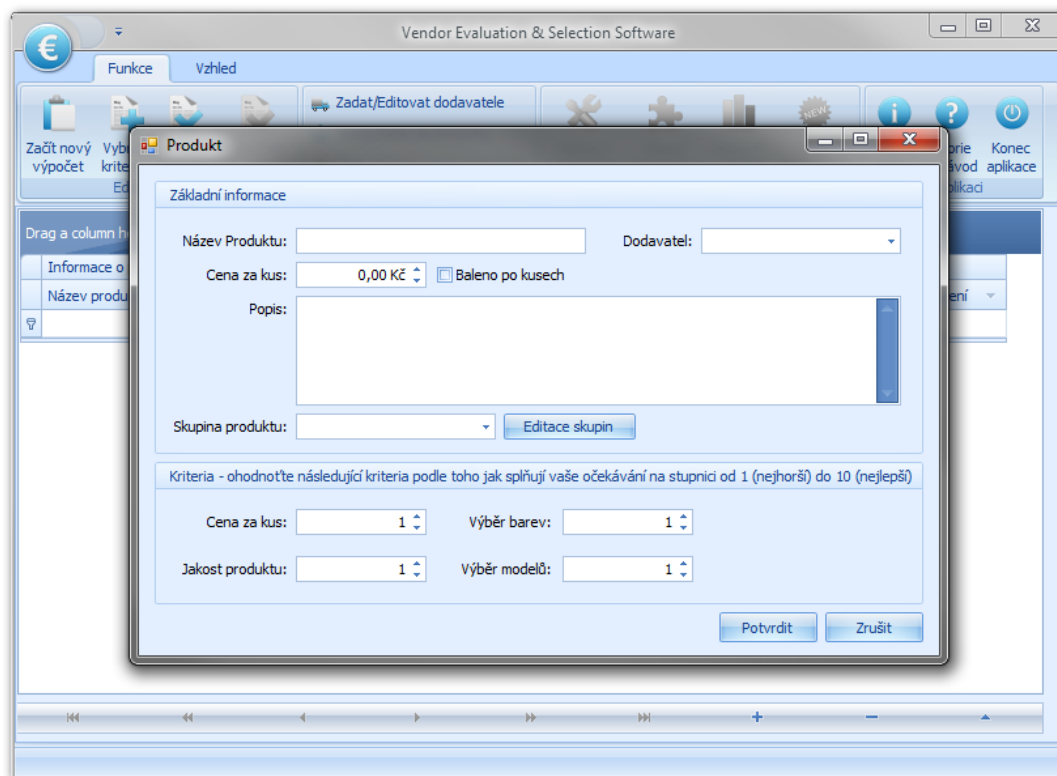 Vendor Evaluation & Selection Software
Funkce Vzhled
Zadat/Editovat dodavatele
NEW
Začít nový výpočet
Konec aplikace
Produkt
Drag a column
Informace o
Název
Základní informace
Název Produktu: Dodavatel:
Cena za kus: 0,00 Kč Baleno po kusech
Popis:
Skupina produktu: Editace skupin
Kriteria - ohodnoťte následující kriteria podle toho jak splňují vaše očekávání na stupnici od 1 (nejhorší) do 10 (nejlepší)
Cena za kus: 1 Výběr barev: 1
Jakost produktu: 1 Výběr modelů: 1
Potvrdit Zrušit